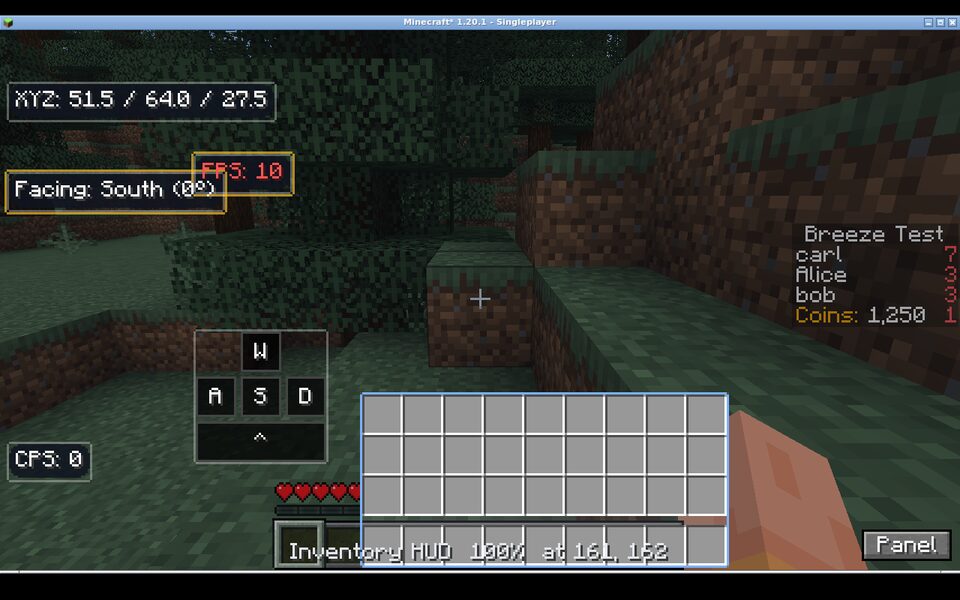 Minecraft* 1.20.1 - Singleplayer
XYZ: 51.5 / 64.0 / 27.5
FPS: 10
Facing: South (0º)
Breeze Test
carl 7
Alice 3
bob 3
Coins: 1,250 1
W
A S D
^
CPS: 0
Inventory HUD 100% at 161, 162
Panel